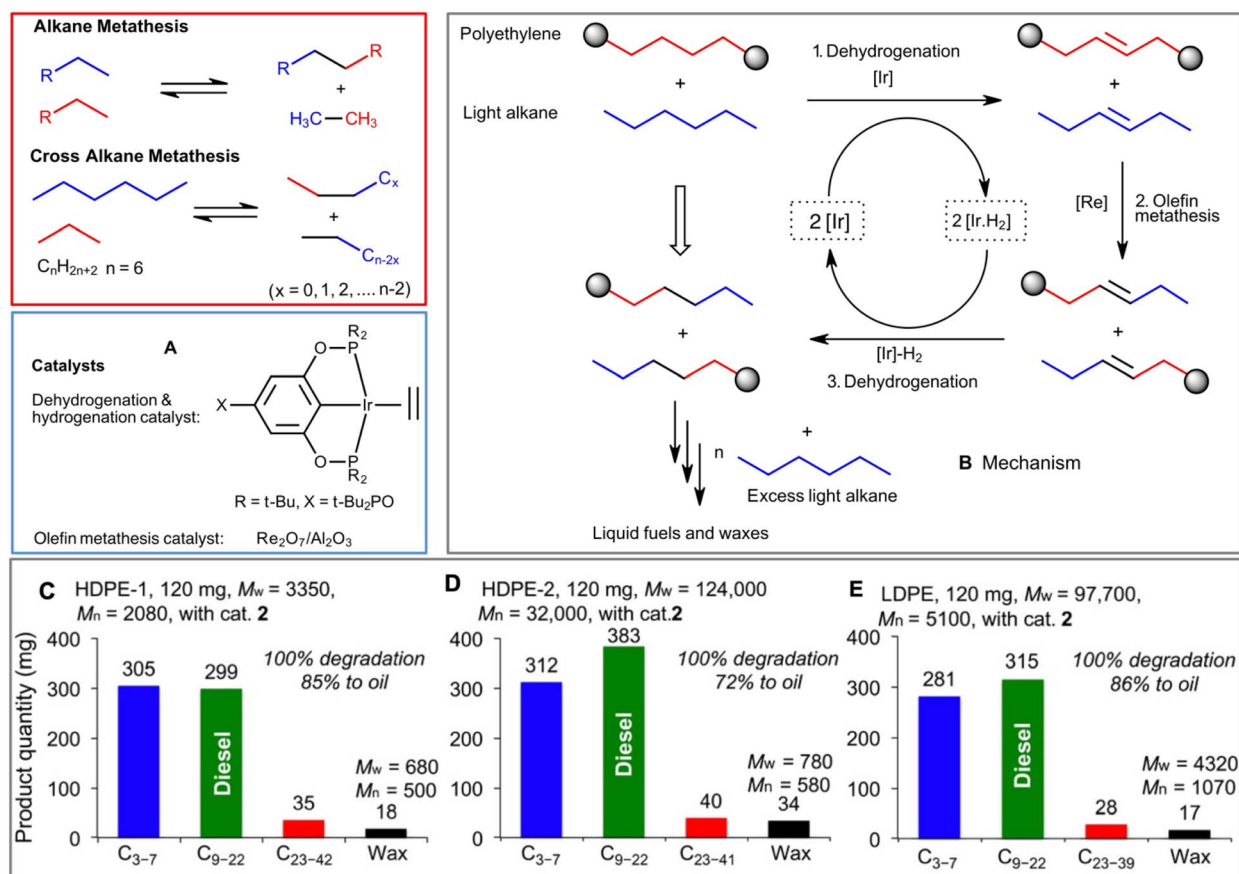 Alkane Metathesis
R
R
R
R
+
H₃C
CH₃
Cross Alkane Metathesis
Cₓ
+
Cₙ₋₂ₓ
CₙH₂ₙ₊₂ n = 6
(x = 0, 1, 2, .... n-2)
A
Catalysts
Dehydrogenation &
hydrogenation catalyst:
R₂
O
P
X
Ir
O
P
R₂
R = t-Bu, X = t-Bu₂PO
Olefin metathesis catalyst: Re₂O₇/Al₂O₃
Polyethylene
+
Light alkane
1. Dehydrogenation
[Ir]
+
2 [Ir]
2 [Ir.H₂]
[Re]
2. Olefin
metathesis
+
[Ir]-H₂
3. Dehydrogenation
+
n
+
Excess light alkane
B Mechanism
Liquid fuels and waxes
C HDPE-1, 120 mg, Mw = 3350,
Mn = 2080, with cat. 2
Product quantity (mg)
400
300
200
100
0
305
299
35
18
Diesel
100% degradation
85% to oil
Mw = 680
Mn = 500
C₃₋₇
C₉₋₂₂
C₂₃₋₄₂
Wax
D HDPE-2, 120 mg, Mw = 124,000
Mn = 32,000, with cat.2
400
300
200
100
0
312
383
40
34
Diesel
100% degradation
72% to oil
Mw = 780
Mn = 580
C₃₋₇
C₉₋₂₂
C₂₃₋₄₁
Wax
E LDPE, 120 mg, Mw = 97,700,
Mn = 5100, with cat. 2
400
300
200
100
0
281
315
28
17
Diesel
100% degradation
86% to oil
Mw = 4320
Mn = 1070
C₃₋₇
C₉₋₂₂
C₂₃₋₃₉
Wax